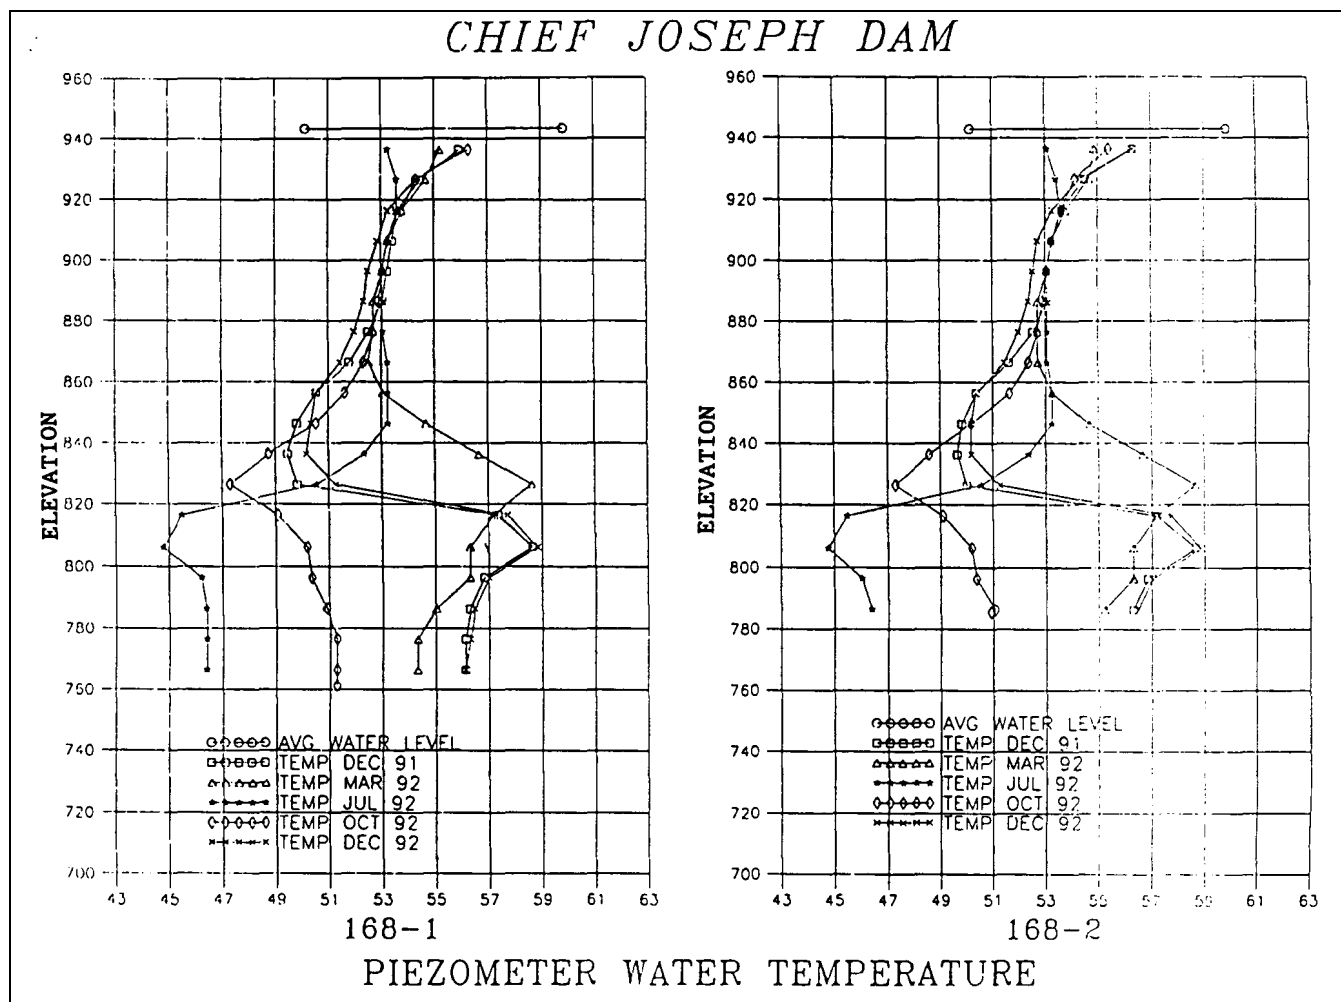 CHIEF JOSEPH DAM
960
940
920
900
880
860
840
820
800
780
760
740
720
700
ELEVATION
43 45 47 49 51 53 55 57 59 61 63
AVG WATER LEVEL
TEMP DEC 91
TEMP MAR 92
TEMP JUL 92
TEMP OCT 92
TEMP DEC 92
168-1
960
940
920
900
880
860
840
820
800
780
760
740
720
700
ELEVATION
43 45 47 49 51 53 55 57 59 61 63
AVG WATER LEVEL
TEMP DEC 91
TEMP MAR 92
TEMP JUL 92
TEMP OCT 92
TEMP DEC 92
168-2
PIEZOMETER WATER TEMPERATURE